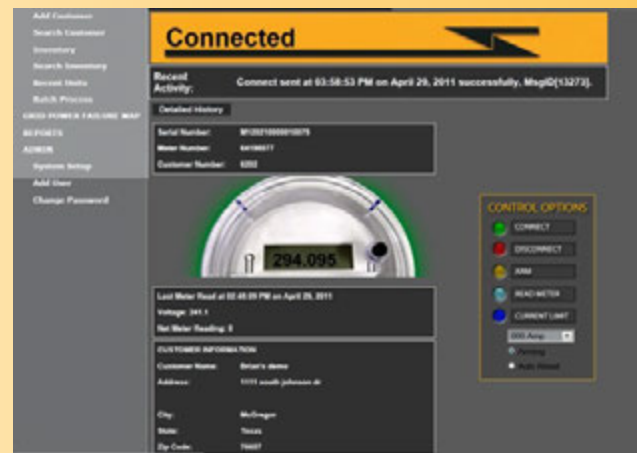 Add Customer
Search Customer
Inventory
Search Inventory
Recent Units
Batch Process
GRID POWER FAILURE MAP
REPORTS
ADMIN
System Setup
Add User
Change Password
Connected
Recent Activity:
Connect sent at 03:58:53 PM on April 29, 2011 successfully, MsgID[13273].
Detailed History
Serial Number:
Meter Number:
Customer Number: 6202
294.095
Last Meter Read at 02:48:09 PM on April 29, 2011
Voltage: 241.1
Net Meter Reading: 0
CUSTOMER INFORMATION
Customer Name: Brian's demo
Address: 1111 south johnson dr
City: McGregor
State: Texas
Zip Code:
CONTROL OPTIONS
CONNECT
DISCONNECT
ARM
READ METER
CURRENT LIMIT
000 Amp